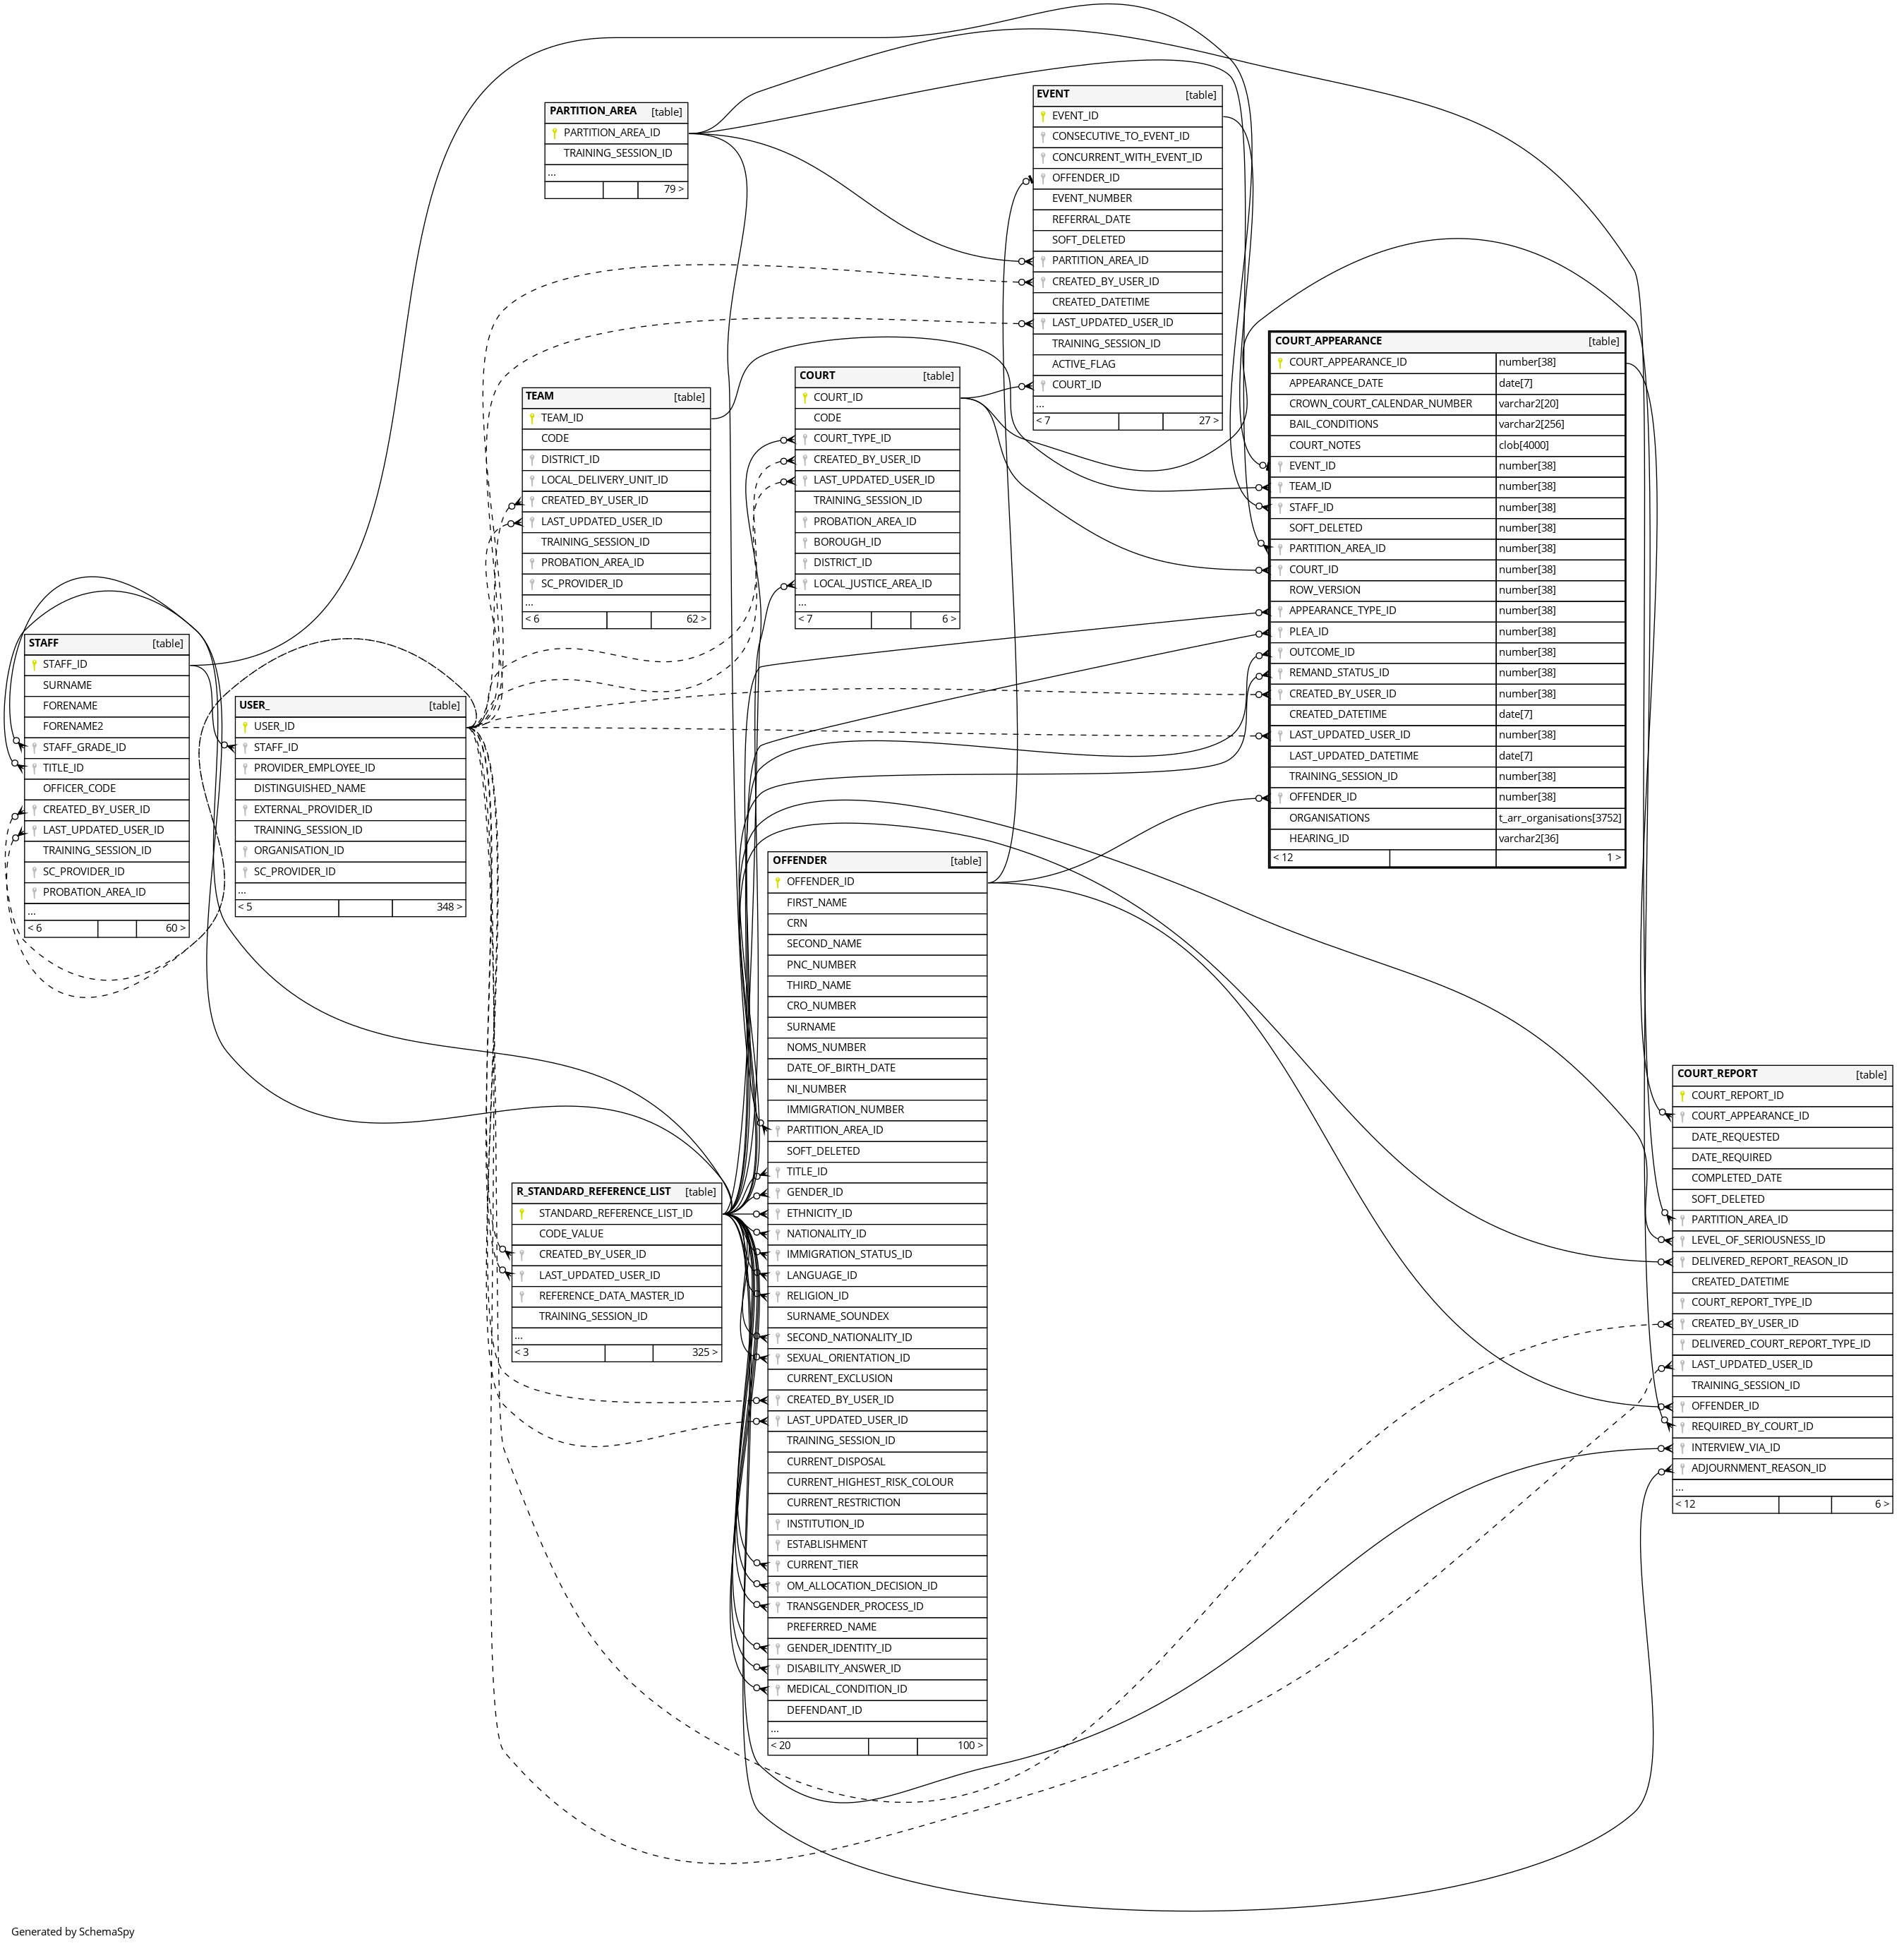 PARTITION_AREA [table]
PARTITION_AREA_ID
TRAINING_SESSION_ID
...
79 >
EVENT [table]
EVENT_ID
CONSECUTIVE_TO_EVENT_ID
CONCURRENT_WITH_EVENT_ID
OFFENDER_ID
EVENT_NUMBER
REFERRAL_DATE
SOFT_DELETED
PARTITION_AREA_ID
CREATED_BY_USER_ID
CREATED_DATETIME
LAST_UPDATED_USER_ID
TRAINING_SESSION_ID
ACTIVE_FLAG
COURT_ID
...
< 7 27 >
COURT_APPEARANCE [table]
COURT_APPEARANCE_ID number[38]
APPEARANCE_DATE date[7]
CROWN_COURT_CALENDAR_NUMBER varchar2[20]
BAIL_CONDITIONS varchar2[256]
COURT_NOTES clob[4000]
EVENT_ID number[38]
TEAM_ID number[38]
STAFF_ID number[38]
SOFT_DELETED number[38]
PARTITION_AREA_ID number[38]
COURT_ID number[38]
ROW_VERSION number[38]
APPEARANCE_TYPE_ID number[38]
PLEA_ID number[38]
OUTCOME_ID number[38]
REMAND_STATUS_ID number[38]
CREATED_BY_USER_ID number[38]
CREATED_DATETIME date[7]
LAST_UPDATED_USER_ID number[38]
LAST_UPDATED_DATETIME date[7]
TRAINING_SESSION_ID number[38]
OFFENDER_ID number[38]
ORGANISATIONS t_arr_organisations[3752]
HEARING_ID varchar2[36]
< 12 1 >
TEAM [table]
TEAM_ID
CODE
DISTRICT_ID
LOCAL_DELIVERY_UNIT_ID
CREATED_BY_USER_ID
LAST_UPDATED_USER_ID
TRAINING_SESSION_ID
PROBATION_AREA_ID
SC_PROVIDER_ID
...
< 6 62 >
COURT [table]
COURT_ID
CODE
COURT_TYPE_ID
CREATED_BY_USER_ID
LAST_UPDATED_USER_ID
TRAINING_SESSION_ID
PROBATION_AREA_ID
BOROUGH_ID
DISTRICT_ID
LOCAL_JUSTICE_AREA_ID
...
< 7 6 >
STAFF [table]
STAFF_ID
SURNAME
FORENAME
FORENAME2
STAFF_GRADE_ID
TITLE_ID
OFFICER_CODE
CREATED_BY_USER_ID
LAST_UPDATED_USER_ID
TRAINING_SESSION_ID
SC_PROVIDER_ID
PROBATION_AREA_ID
...
< 6 60 >
USER_ [table]
USER_ID
STAFF_ID
PROVIDER_EMPLOYEE_ID
DISTINGUISHED_NAME
EXTERNAL_PROVIDER_ID
TRAINING_SESSION_ID
ORGANISATION_ID
SC_PROVIDER_ID
...
< 5 348 >
OFFENDER [table]
OFFENDER_ID
FIRST_NAME
CRN
SECOND_NAME
PNC_NUMBER
THIRD_NAME
CRO_NUMBER
SURNAME
NOMS_NUMBER
DATE_OF_BIRTH_DATE
NI_NUMBER
IMMIGRATION_NUMBER
PARTITION_AREA_ID
SOFT_DELETED
TITLE_ID
GENDER_ID
ETHNICITY_ID
NATIONALITY_ID
IMMIGRATION_STATUS_ID
LANGUAGE_ID
RELIGION_ID
SURNAME_SOUNDEX
SECOND_NATIONALITY_ID
SEXUAL_ORIENTATION_ID
CURRENT_EXCLUSION
CREATED_BY_USER_ID
LAST_UPDATED_USER_ID
TRAINING_SESSION_ID
CURRENT_DISPOSAL
CURRENT_HIGHEST_RISK_COLOUR
CURRENT_RESTRICTION
INSTITUTION_ID
ESTABLISHMENT
CURRENT_TIER
OM_ALLOCATION_DECISION_ID
TRANSGENDER_PROCESS_ID
PREFERRED_NAME
GENDER_IDENTITY_ID
DISABILITY_ANSWER_ID
MEDICAL_CONDITION_ID
DEFENDANT_ID
...
< 20 100 >
R_STANDARD_REFERENCE_LIST [table]
STANDARD_REFERENCE_LIST_ID
CODE_VALUE
CREATED_BY_USER_ID
LAST_UPDATED_USER_ID
REFERENCE_DATA_MASTER_ID
TRAINING_SESSION_ID
...
< 3 325 >
COURT_REPORT [table]
COURT_REPORT_ID
COURT_APPEARANCE_ID
DATE_REQUESTED
DATE_REQUIRED
COMPLETED_DATE
SOFT_DELETED
PARTITION_AREA_ID
LEVEL_OF_SERIOUSNESS_ID
DELIVERED_REPORT_REASON_ID
CREATED_DATETIME
COURT_REPORT_TYPE_ID
CREATED_BY_USER_ID
DELIVERED_COURT_REPORT_TYPE_ID
LAST_UPDATED_USER_ID
TRAINING_SESSION_ID
OFFENDER_ID
REQUIRED_BY_COURT_ID
INTERVIEW_VIA_ID
ADJOURNMENT_REASON_ID
...
< 12 6 >
Generated by SchemaSpy